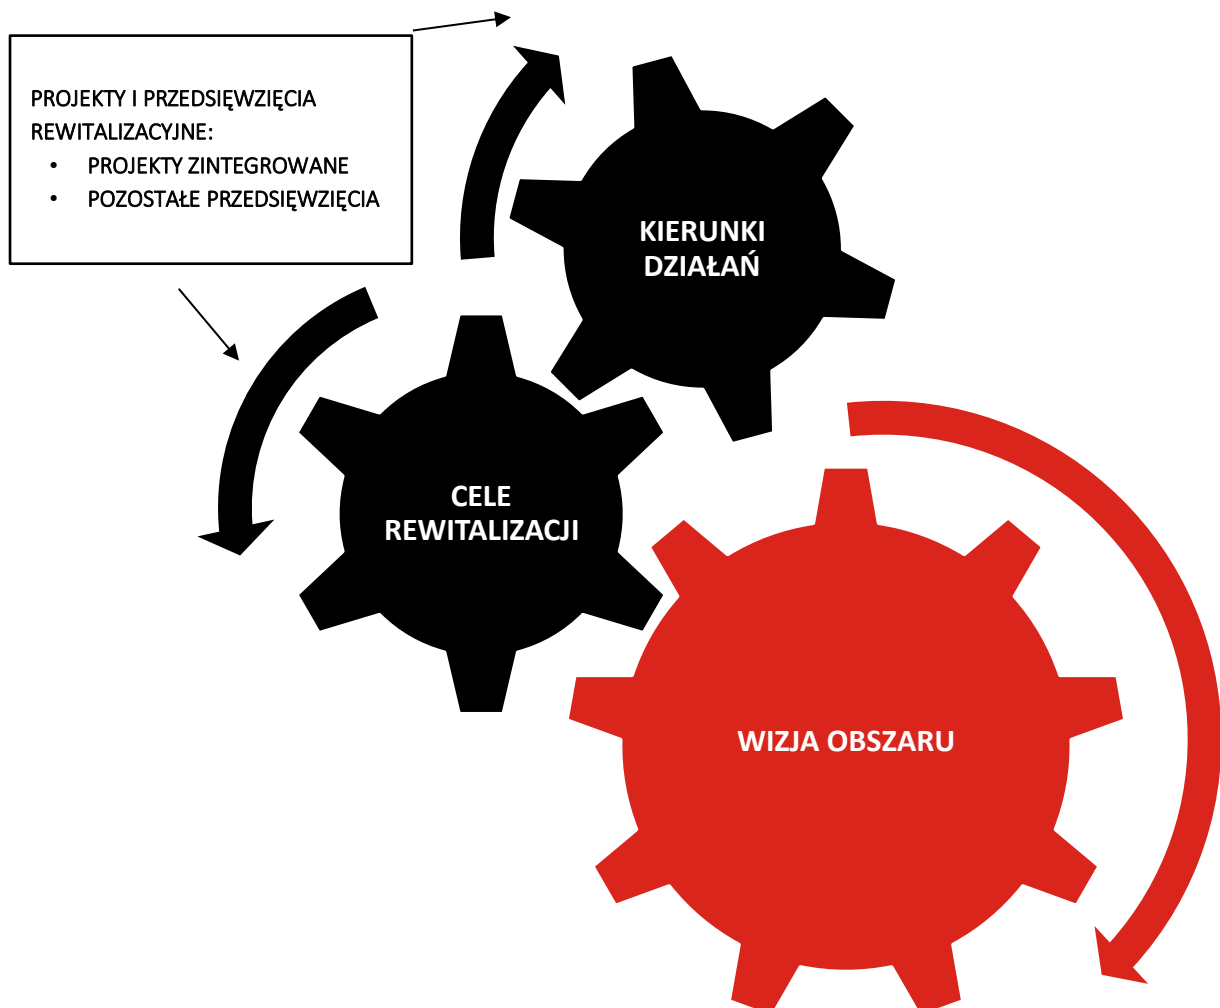 PROJEKTY I PRZEDSIĘWZIĘCIA
REWITALIZACYJNE:
• PROJEKTY ZINTEGROWANE
• POZOSTAŁE PRZEDSIĘWZIĘCIA
KIERUNKI
DZIAŁAŃ
CELE
REWITALIZACJI
WIZJA OBSZARU